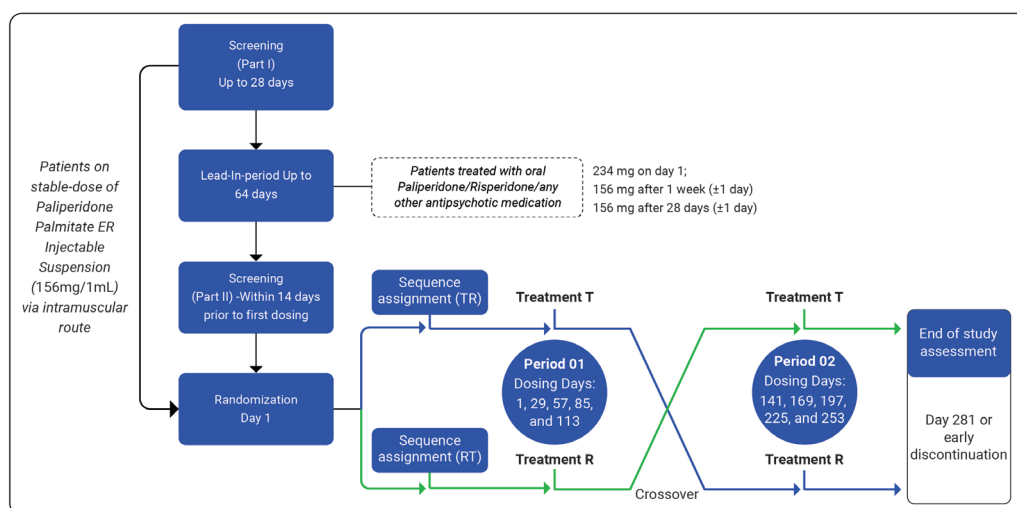 Screening
(Part I)
Up to 28 days
Patients on
stable-dose of
Paliperidone
Palmitate ER
Injectable
Suspension
(156mg/1mL)
via intramuscular
route
Lead-In-period Up to
64 days
Patients treated with oral
Paliperidone/Risperidone/any
other antipsychotic medication
234 mg on day 1;
156 mg after 1 week (±1 day)
156 mg after 28 days (±1 day)
Screening
(Part II) -Within 14 days
prior to first dosing
Randomization
Day 1
Sequence
assignment (TR)
Sequence
assignment (RT)
Treatment T
Period 01
Dosing Days:
1, 29, 57, 85,
and 113
Treatment R
Crossover
Treatment T
Period 02
Dosing Days:
141, 169, 197,
225, and 253
Treatment R
End of study
assessment
Day 281 or
early
discontinuation